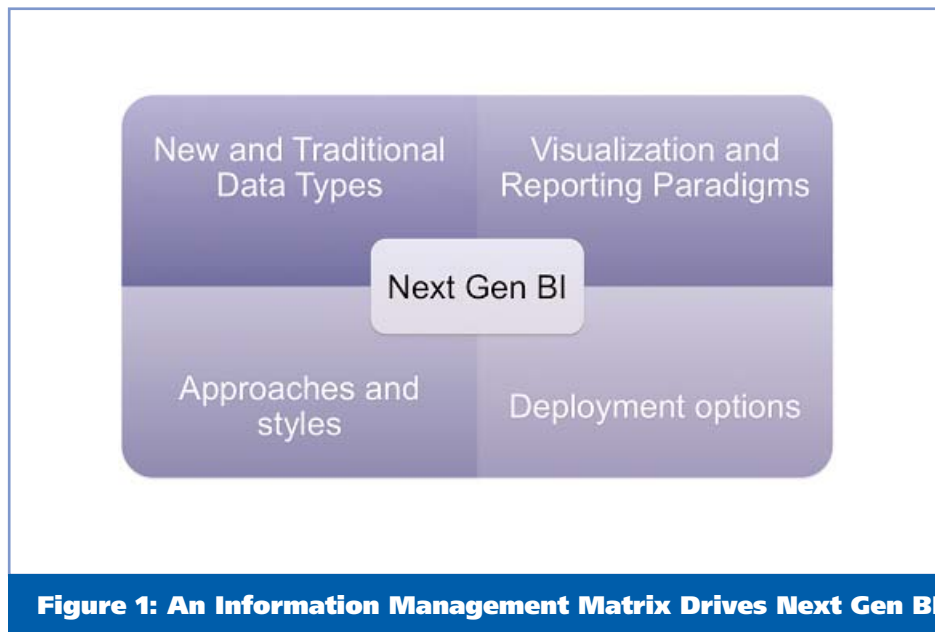 New and Traditional
Data Types
Visualization and
Reporting Paradigms
Next Gen BI
Approaches and
styles
Deployment options
Figure 1: An Information Management Matrix Drives Next Gen BI